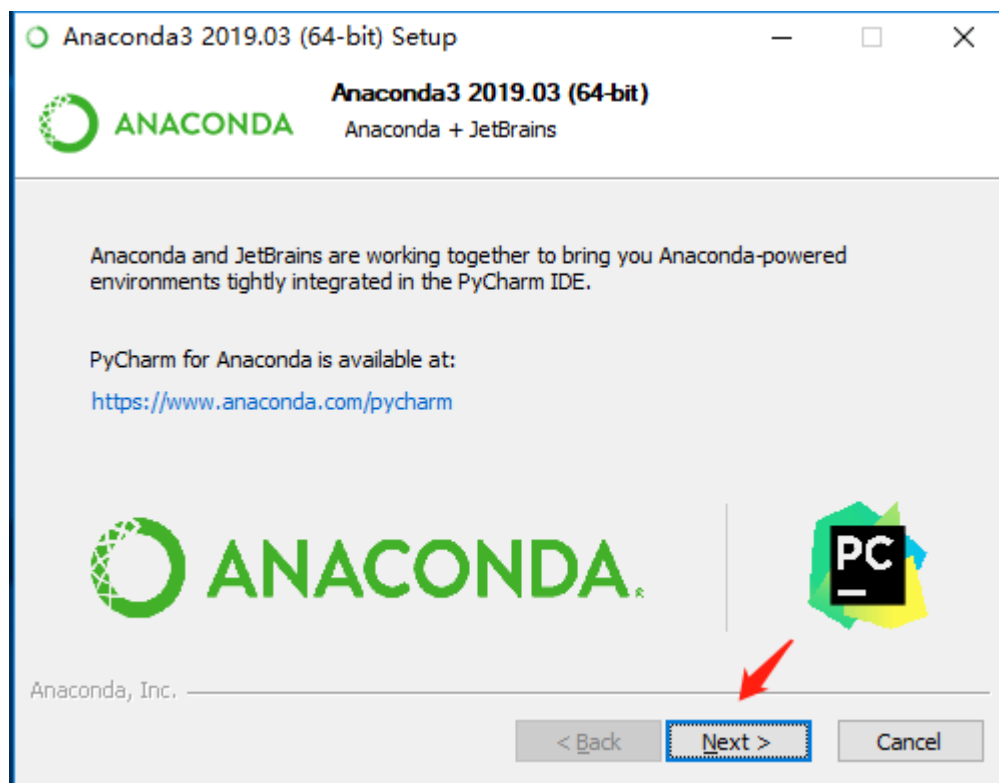 Anaconda3 2019.03 (64-bit) Setup
Anaconda3 2019.03 (64-bit)
ANACONDA
Anaconda + JetBrains
Anaconda and JetBrains are working together to bring you Anaconda-powered
environments tightly integrated in the PyCharm IDE.
PyCharm for Anaconda is available at:
https://www.anaconda.com/pycharm
ANACONDA.
PC
Anaconda, Inc.
< Back
Next >
Cancel